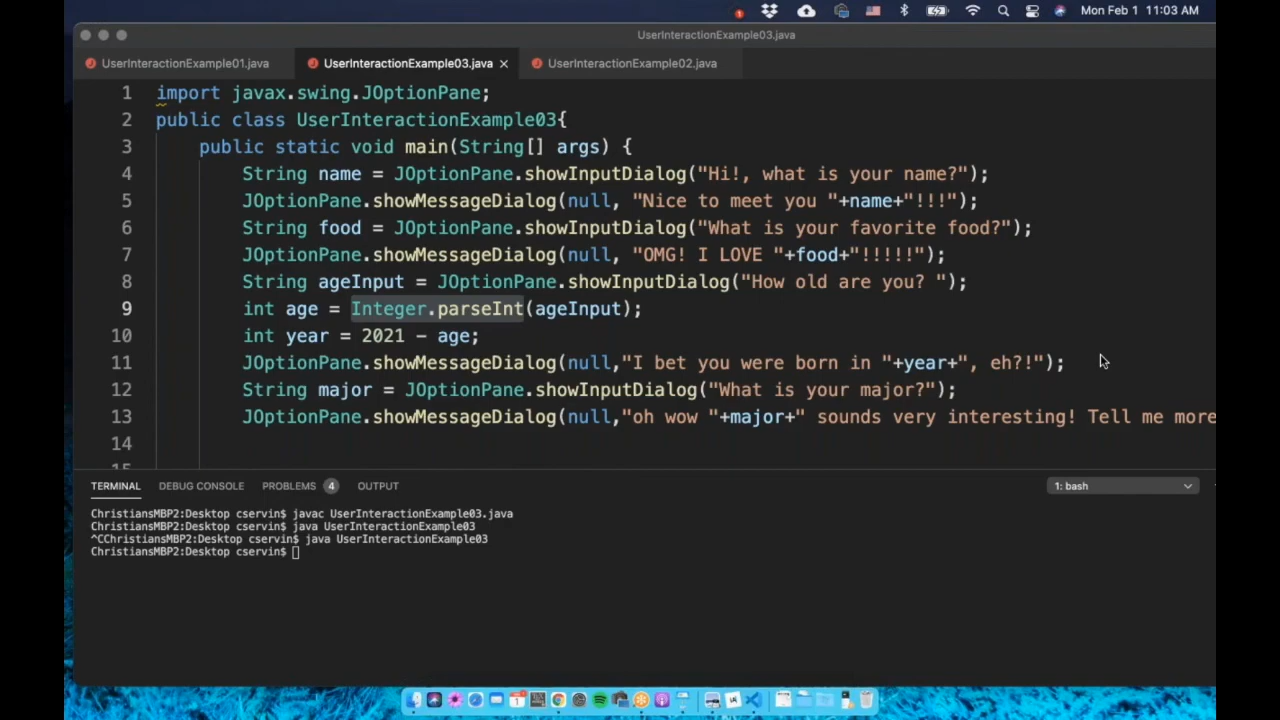 Mon Feb 1 11:03 AM
UserInteractionExample03.java
UserInteractionExample01.java UserInteractionExample03.java × UserInteractionExample02.java
1 import javax.swing.JOptionPane;
2 public class UserInteractionExample03{
3 public static void main(String[] args) {
4 String name = JOptionPane.showInputDialog("Hi!, what is your name?");
5 JOptionPane.showMessageDialog(null, "Nice to meet you "+name+"!!!");
6 String food = JOptionPane.showInputDialog("What is your favorite food?");
7 JOptionPane.showMessageDialog(null, "OMG! I LOVE "+food+"!!!!!");
8 String ageInput = JOptionPane.showInputDialog("How old are you? ");
9 int age = Integer.parseInt(ageInput);
10 int year = 2021 - age;
11 JOptionPane.showMessageDialog(null,"I bet you were born in "+year+", eh?!");
12 String major = JOptionPane.showInputDialog("What is your major?");
13 JOptionPane.showMessageDialog(null,"oh wow "+major+" sounds very interesting! Tell me more
14
15
TERMINAL DEBUG CONSOLE PROBLEMS 4 OUTPUT 1: bash
ChristiansMBP2:Desktop cservin$ javac UserInteractionExample03.java
ChristiansMBP2:Desktop cservin$ java UserInteractionExample03
^CChristiansMBP2:Desktop cservin$ java UserInteractionExample03
ChristiansMBP2:Desktop cservin$